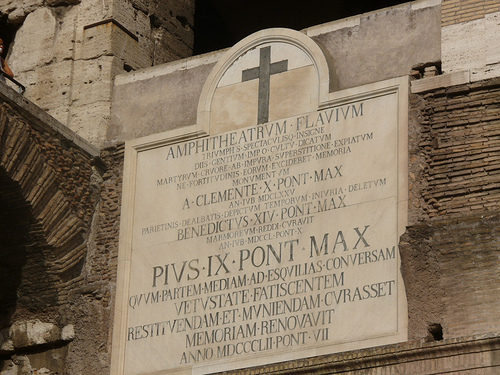 AMPHITHEATRVM · FLAVIVM
TRIVMPHIS · SPECTACVLISQ · INSIGNE
DIIS · GENTIVM · IMPIO · CVLTV · DICATVM
MARTYRVM · CRVORE · AB · IMPVRA · SVPERSTITIONE · EXPIATVM
NE · FORTITVDINIS · EORVM · EXCIDERET · MEMORIA
MONVMENTVM
A · CLEMENTE · X · PONT · MAX
AN · IVB · MDCLXXV
PARIETINIS · DEALBATIS · DEPICTVM · TEMPORVM · INIVRIA · DELETVM
BENEDICTVS · XIV · PONT · MAX
MARMOREVM · REDDI · CVRAVIT
AN · IVB · MDCCL · PONT · X
PIVS · IX · PONT · MAX
QVVM · PARTEM · MEDIAM · AD · ESQVILIAS · CONVERSAM
VETVSTATE · FATISCENTEM
RESTITVENDAM · ET · MVNIENDAM · CVRASSET
MEMORIAM · RENOVAVIT
ANNO MDCCCLII · PONT · VII